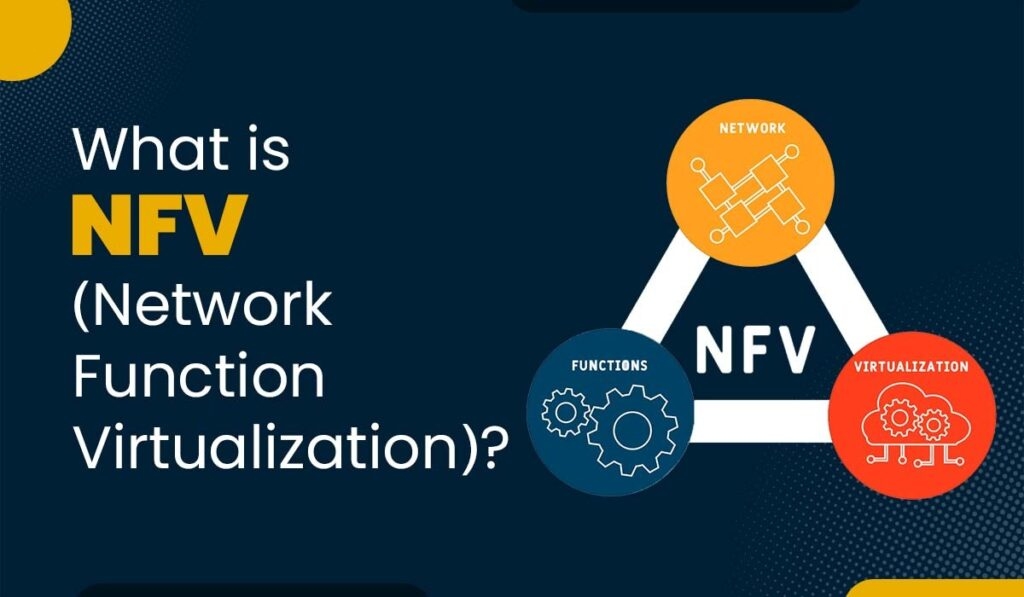 What is
NFV
(Network
Function
Virtualization)?
NETWORK
NFV
FUNCTIONS
VIRTUALIZATION